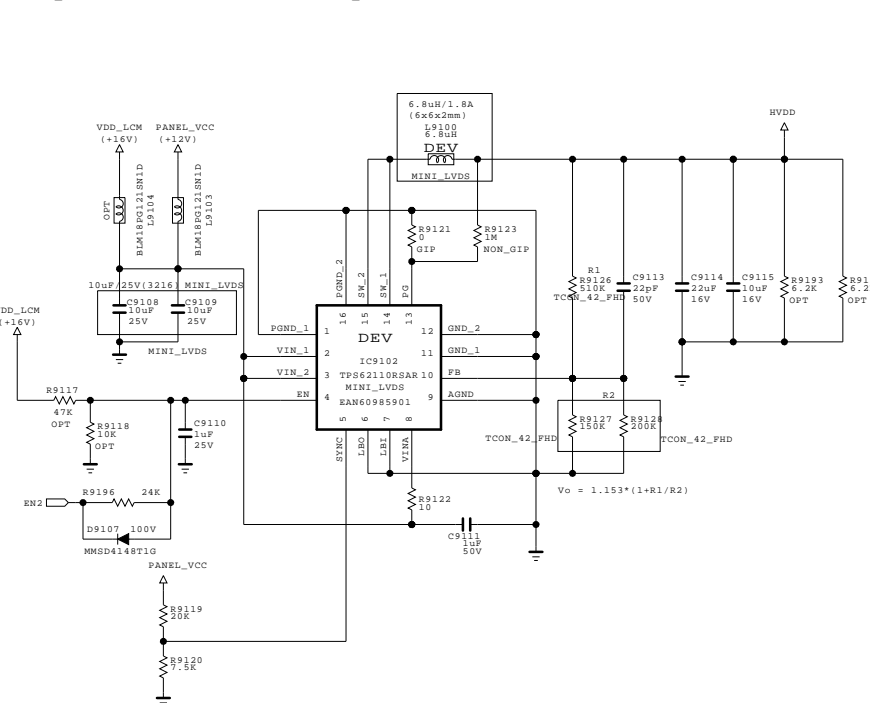 6.8uH/1.8A
(6x6x2mm)
L9100
6.8uH
DEV
MINI_LVDS
HVDD
VDD_LCM
(+16V)
PANEL_VCC
(+12V)
OPT
BLM18PG121SN1D
L9104
BLM18PG121SN1D
L9103
R9121
0
GIP
R9123
1M
NON_GIP
R1
R9126
510K
TCON_42_FHD
C9113
22pF
50V
C9114
22uF
16V
C9115
10uF
16V
R9193
6.2K
OPT
R91
6.2
OPT
10uF/25V(3216) MINI_LVDS
C9108
10uF
25V
C9109
10uF
25V
MINI_LVDS
DD_LCM
(+16V)
PGND_2
SW_2
SW_1
PG
16
15
14
13
DEV
IC9102
TPS62110RSAR
MINI_LVDS
EAN60985901
PGND_1
1
VIN_1
2
VIN_2
3
EN
4
12
GND_2
11
GND_1
10
FB
9
AGND
5
6
7
8
SYNC
LBO
LBI
VINA
R9117
47K
OPT
R9118
10K
OPT
C9110
1uF
25V
R2
R9127
150K
R9128
200K
TCON_42_FHD
TCON_42_FHD
Vo = 1.153*(1+R1/R2)
R9196
24K
EN2
D9107
100V
MMSD4148T1G
R9122
10
C9111
1uF
50V
PANEL_VCC
R9119
20K
R9120
7.5K